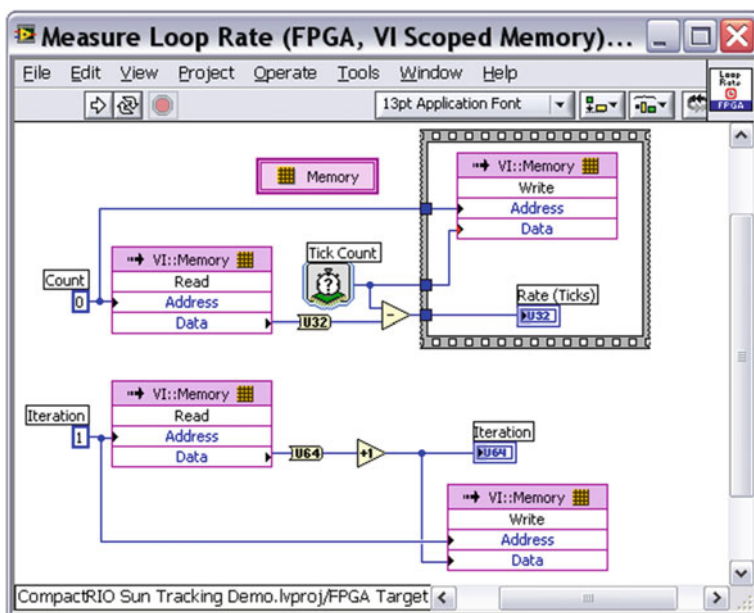 Measure Loop Rate (FPGA, VI Scoped Memory)...
File Edit View Project Operate Tools Window Help
Loop
Rate
FPGA
13pt Application Font
Memory
VI::Memory
Write
Address
Data
Tick Count
?
Count
0
VI::Memory
Read
Address
Data
U32
-
Rate (Ticks)
U32
Iteration
1
VI::Memory
Read
Address
Data
U64
+1
Iteration
U64
VI::Memory
Write
Address
Data
CompactRIO Sun Tracking Demo.lvproj/FPGA Target